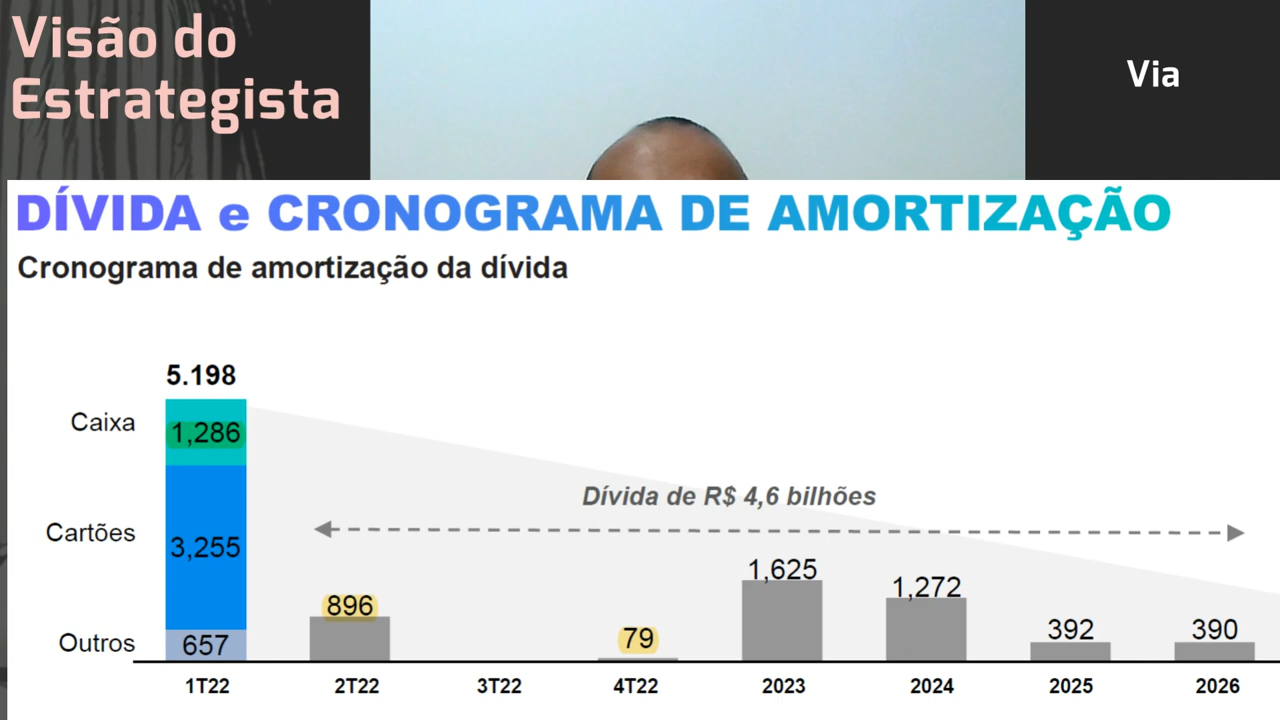 Visão do
Estrategista
Via
DÍVIDA e CRONOGRAMA DE AMORTIZAÇÃO
Cronograma de amortização da dívida
5.198
Caixa
1,286
Dívida de R$ 4,6 bilhões
Cartões
3,255
1,625
1,272
896
79
392
390
Outros
657
1T22
2T22
3T22
4T22
2023
2024
2025
2026